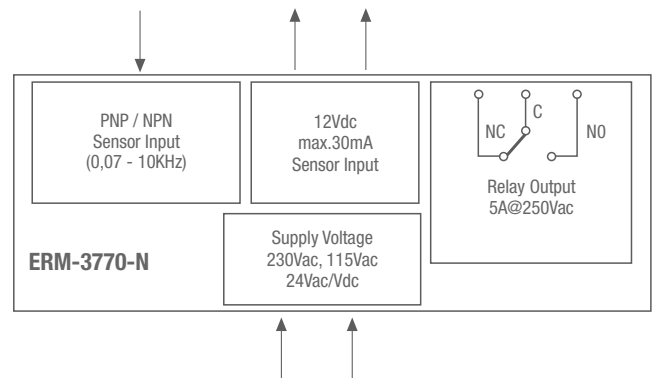 PNP / NPN
Sensor Input
(0,07 - 10KHz)
12Vdc
max.30mA
Sensor Input
NC
C
NO
Relay Output
5A@250Vac
Supply Voltage
230Vac, 115Vac
24Vac/Vdc
ERM-3770-N